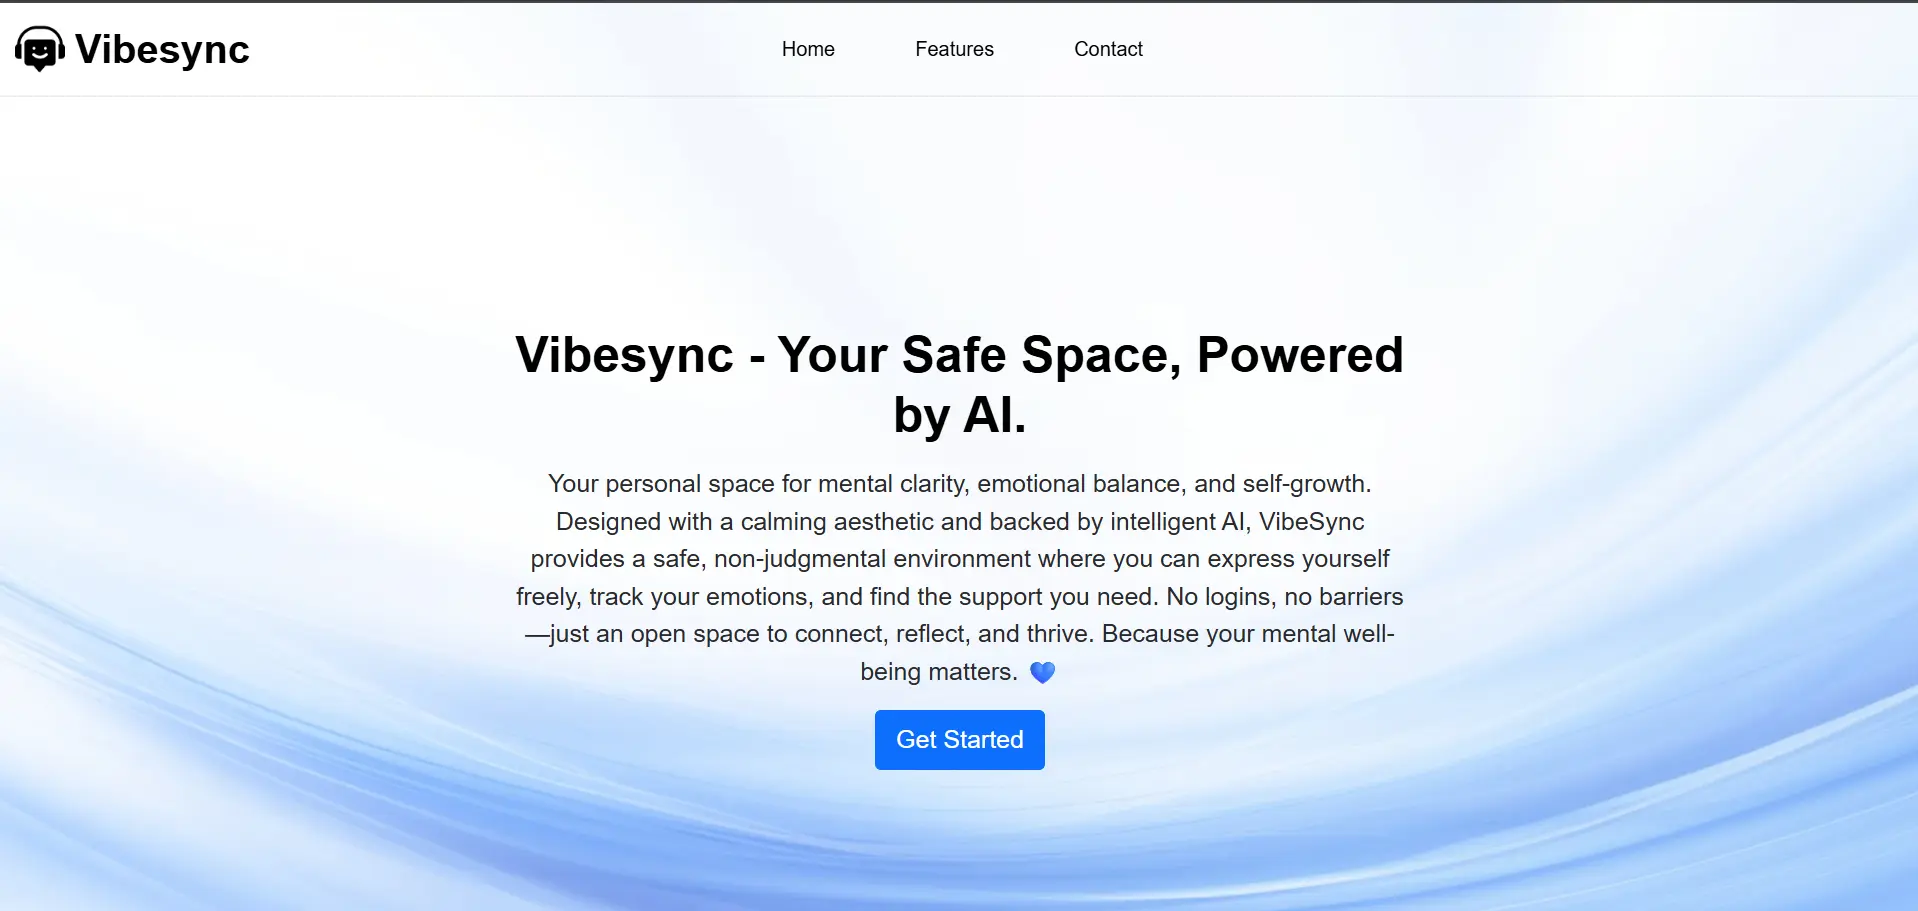 Vibesync
Home Features Contact
Vibesync - Your Safe Space, Powered
by AI.
Your personal space for mental clarity, emotional balance, and self-growth.
Designed with a calming aesthetic and backed by intelligent AI, VibeSync
provides a safe, non-judgmental environment where you can express yourself
freely, track your emotions, and find the support you need. No logins, no barriers
—just an open space to connect, reflect, and thrive. Because your mental well-
being matters. 💙
Get Started